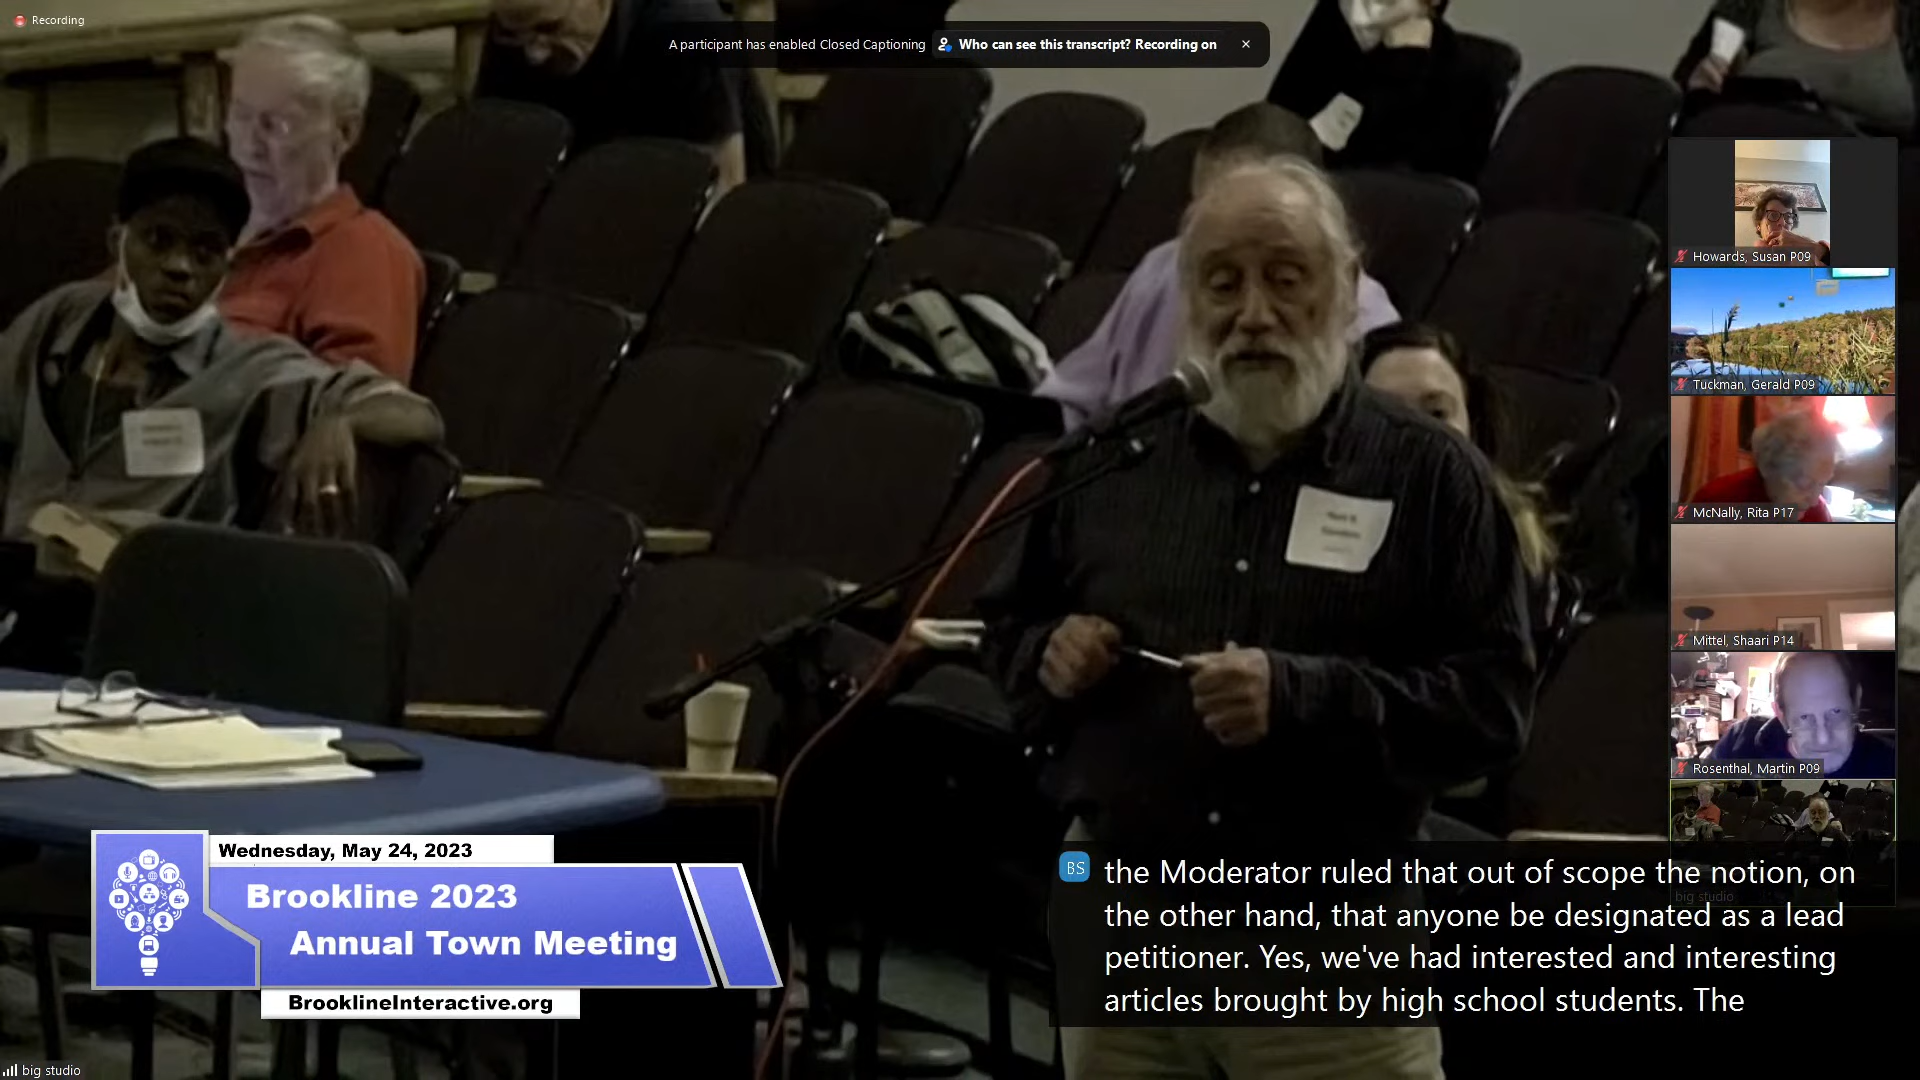 Recording
A participant has enabled Closed Captioning
Who can see this transcript? Recording on
Howards, Susan P09
Tuckman, Gerald P09
McNally, Rita P17
Mittel, Shaari P14
Rosenthal, Martin P09
big studio
Wednesday, May 24, 2023
Brookline 2023
Annual Town Meeting
BrooklineInteractive.org
BS
the Moderator ruled that out of scope the notion, on
the other hand, that anyone be designated as a lead
petitioner. Yes, we've had interested and interesting
articles brought by high school students. The
big studio